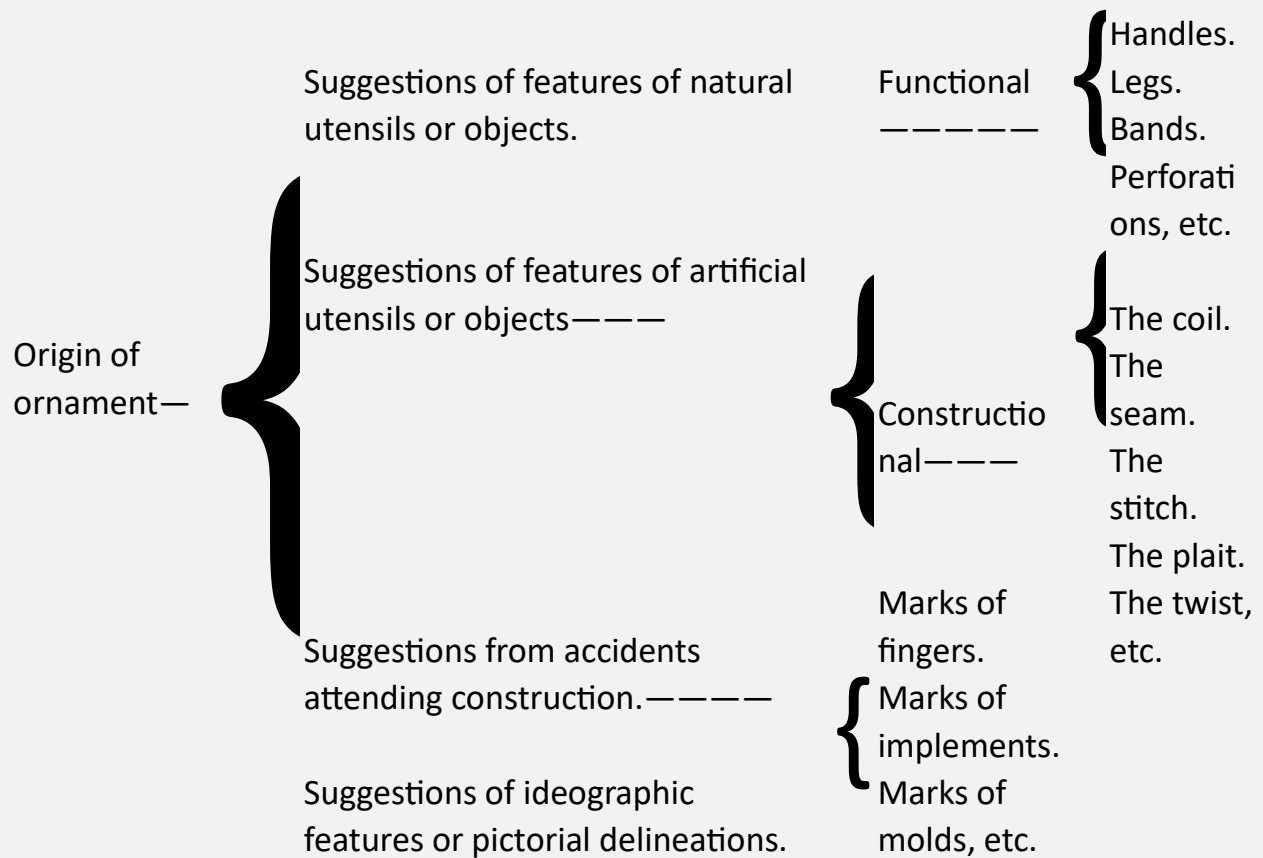 Origin of
ornament—
Suggestions of features of natural
utensils or objects.
Suggestions of features of artificial
utensils or objects———
Suggestions from accidents
attending construction.————
Suggestions of ideographic
features or pictorial delineations.
Functional
—————
Constructio
nal———
Marks of
fingers.
Marks of
implements.
Marks of
molds, etc.
Handles.
Legs.
Bands.
Perforati
ons, etc.
The coil.
The
seam.
The
stitch.
The plait.
The twist,
etc.